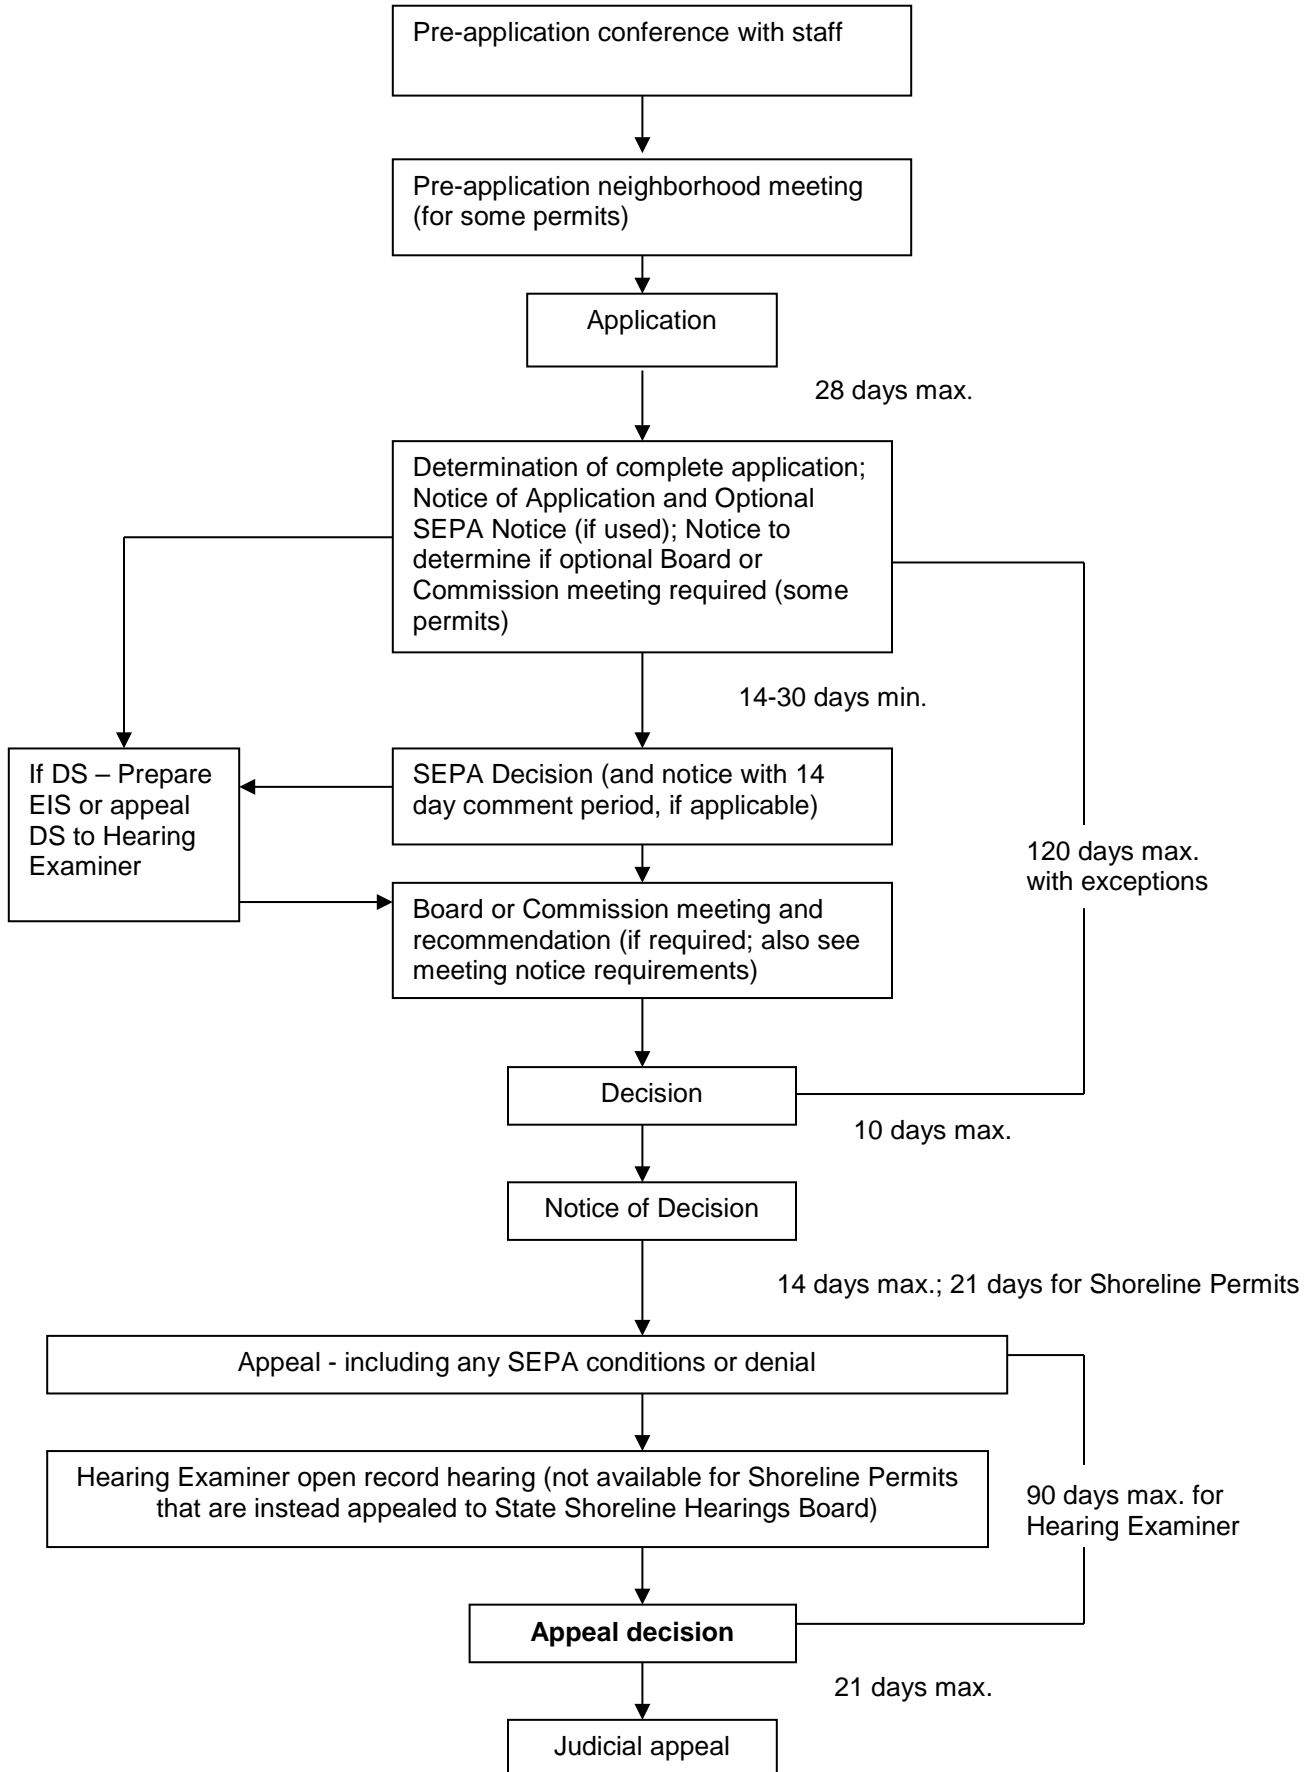 Pre-application conference with staff
Pre-application neighborhood meeting
(for some permits)
Application
28 days max.
Determination of complete application;
Notice of Application and Optional
SEPA Notice (if used); Notice to
determine if optional Board or
Commission meeting required (some
permits)
14-30 days min.
If DS – Prepare
EIS or appeal
DS to Hearing
Examiner
SEPA Decision (and notice with 14
day comment period, if applicable)
120 days max.
with exceptions
Board or Commission meeting and
recommendation (if required; also see
meeting notice requirements)
Decision
10 days max.
Notice of Decision
14 days max.; 21 days for Shoreline Permits
Appeal - including any SEPA conditions or denial
Hearing Examiner open record hearing (not available for Shoreline Permits
that are instead appealed to State Shoreline Hearings Board)
90 days max. for
Hearing Examiner
Appeal decision
21 days max.
Judicial appeal